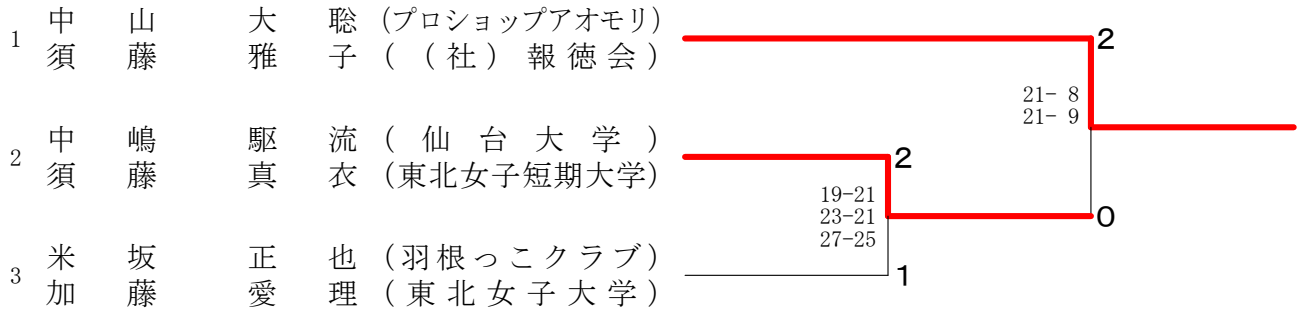 1
中山大聡(プロショップアオモリ)
須藤雅子((社)報徳会)
2
21- 8
21- 9
2
中嶋駆流(仙台大学)
須藤真衣(東北女子短期大学)
2
19-21
23-21
27-25
0
3
米坂正也(羽根っこクラブ)
加藤愛理(東北女子大学)
1